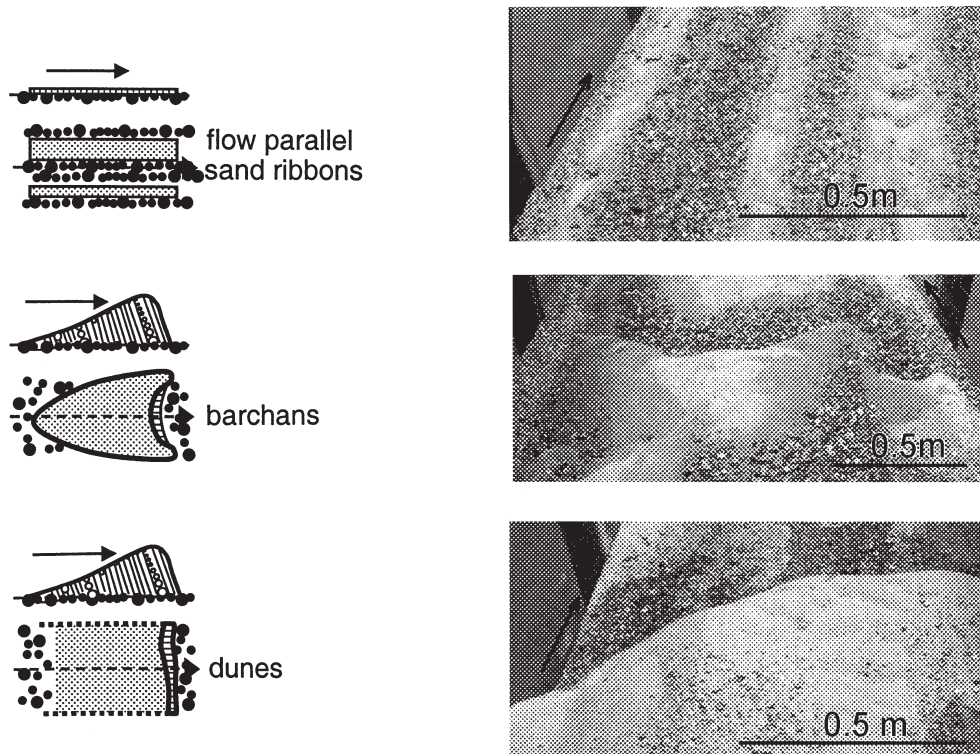 flow parallel
sand ribbons
0.5m
barchans
0.5m
dunes
0.5 m